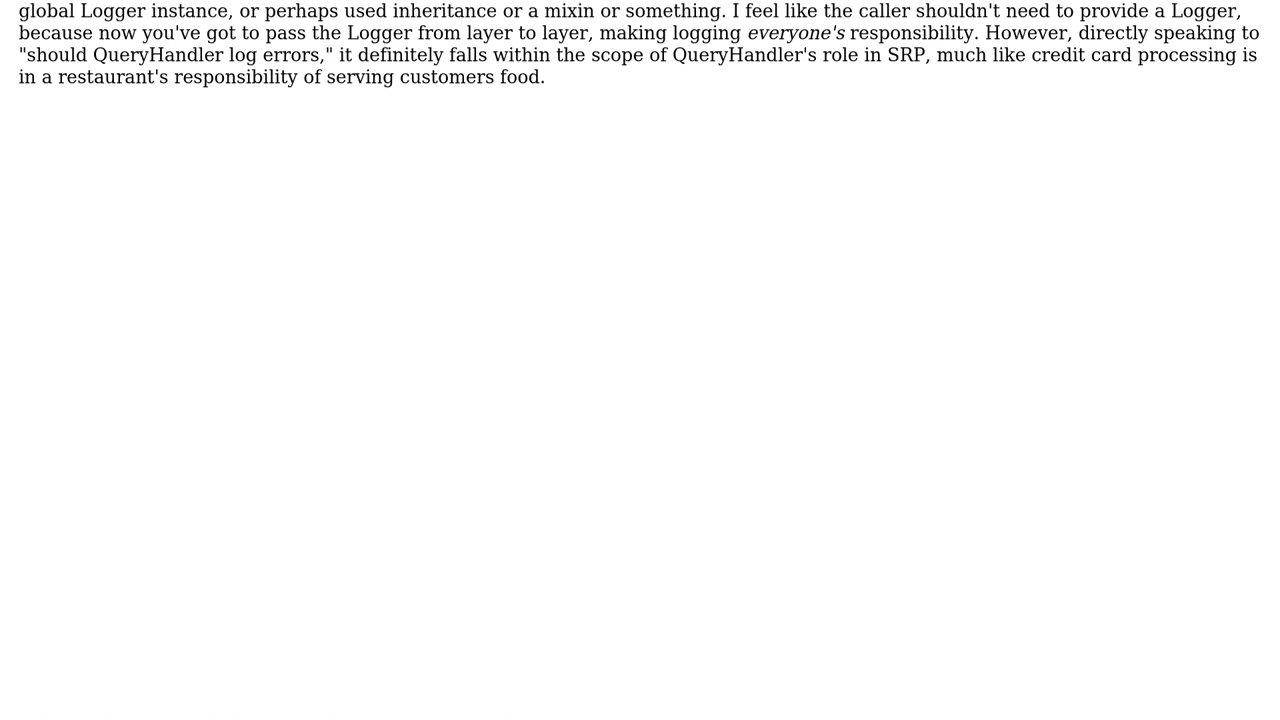 global Logger instance, or perhaps used inheritance or a mixin or something. I feel like the caller shouldn't need to provide a Logger,
because now you've got to pass the Logger from layer to layer, making logging everyone's responsibility. However, directly speaking to
"should QueryHandler log errors," it definitely falls within the scope of QueryHandler's role in SRP, much like credit card processing is
in a restaurant's responsibility of serving customers food.